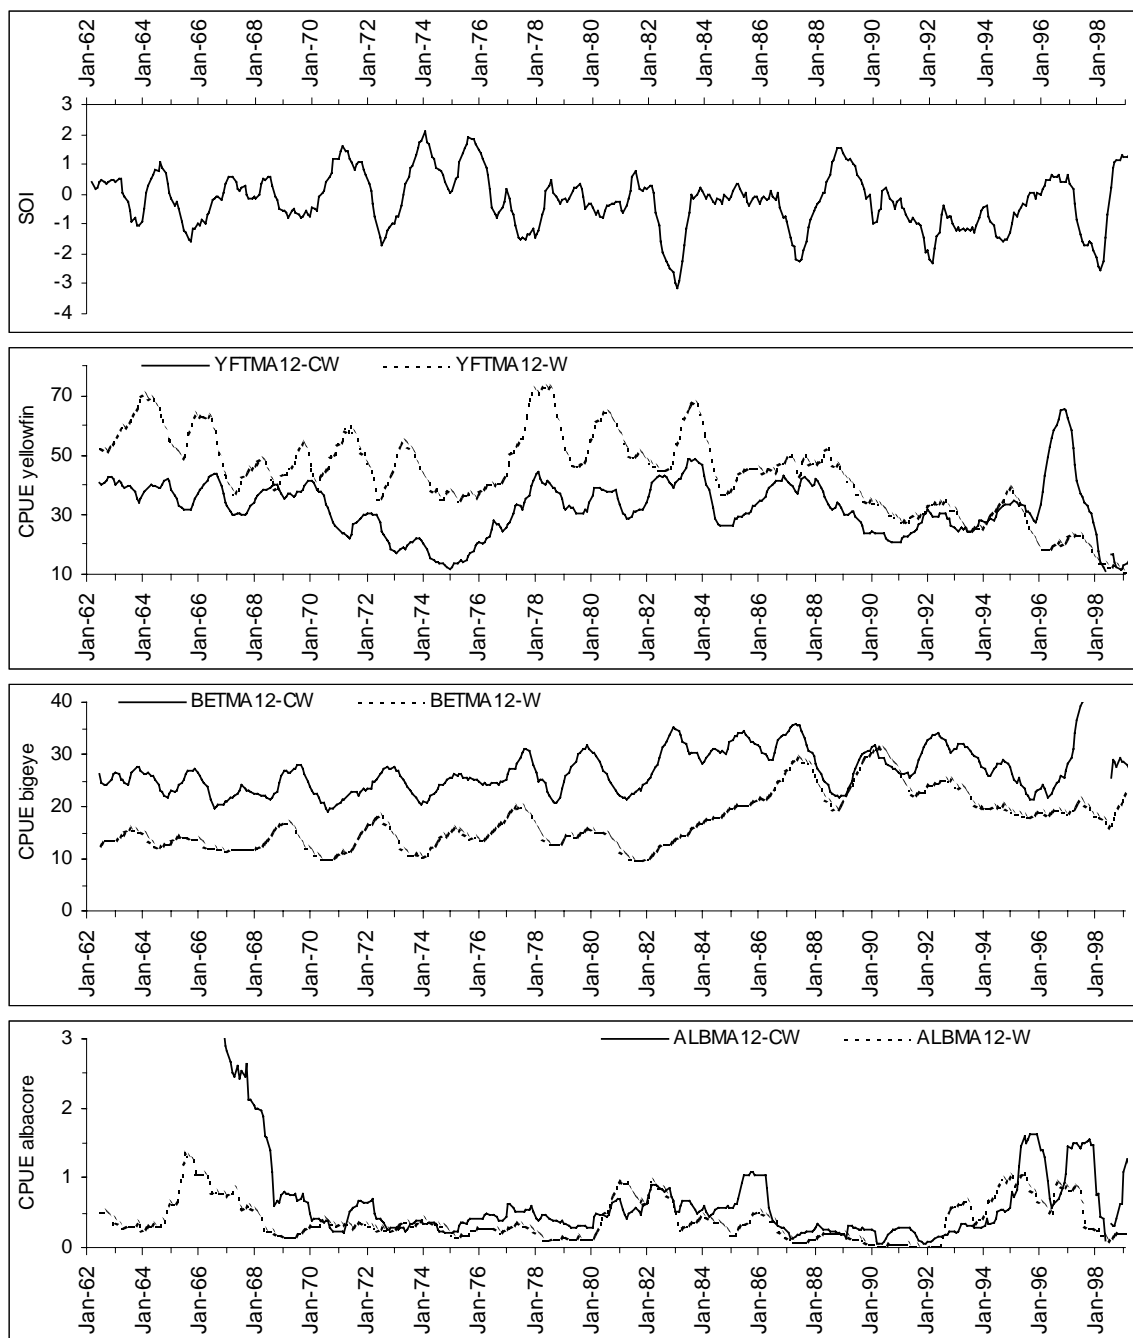 Jan-62 Jan-64 Jan-66 Jan-68 Jan-70 Jan-72 Jan-74 Jan-76 Jan-78 Jan-80 Jan-82 Jan-84 Jan-86 Jan-88 Jan-90 Jan-92 Jan-94 Jan-98
3
2
1
0
-1
-2
-3
-4
SOI
YFTMA12-CW YFTMA12-W
70
50
30
10
CPUE yellowfin
Jan-62 Jan-64 Jan-66 Jan-68 Jan-70 Jan-72 Jan-74 Jan-76 Jan-78 Jan-80 Jan-82 Jan-84 Jan-86 Jan-88 Jan-90 Jan-92 Jan-94 Jan-96 Jan-98
BETMA12-CW BETMA12-W
40
30
20
10
0
CPUE bigeye
Jan-62 Jan-64 Jan-66 Jan-68 Jan-70 Jan-72 Jan-74 Jan-76 Jan-78 Jan-80 Jan-82 Jan-84 Jan-86 Jan-88 Jan-90 Jan-92 Jan-94 Jan-96 Jan-98
ALBMA12-CW ALBMA12-W
3
2
1
0
CPUE albacore
Jan-62 Jan-64 Jan-66 Jan-68 Jan-70 Jan-72 Jan-74 Jan-76 Jan-78 Jan-80 Jan-82 Jan-84 Jan-86 Jan-88 Jan-90 Jan-92 Jan-94 Jan-96 Jan-98